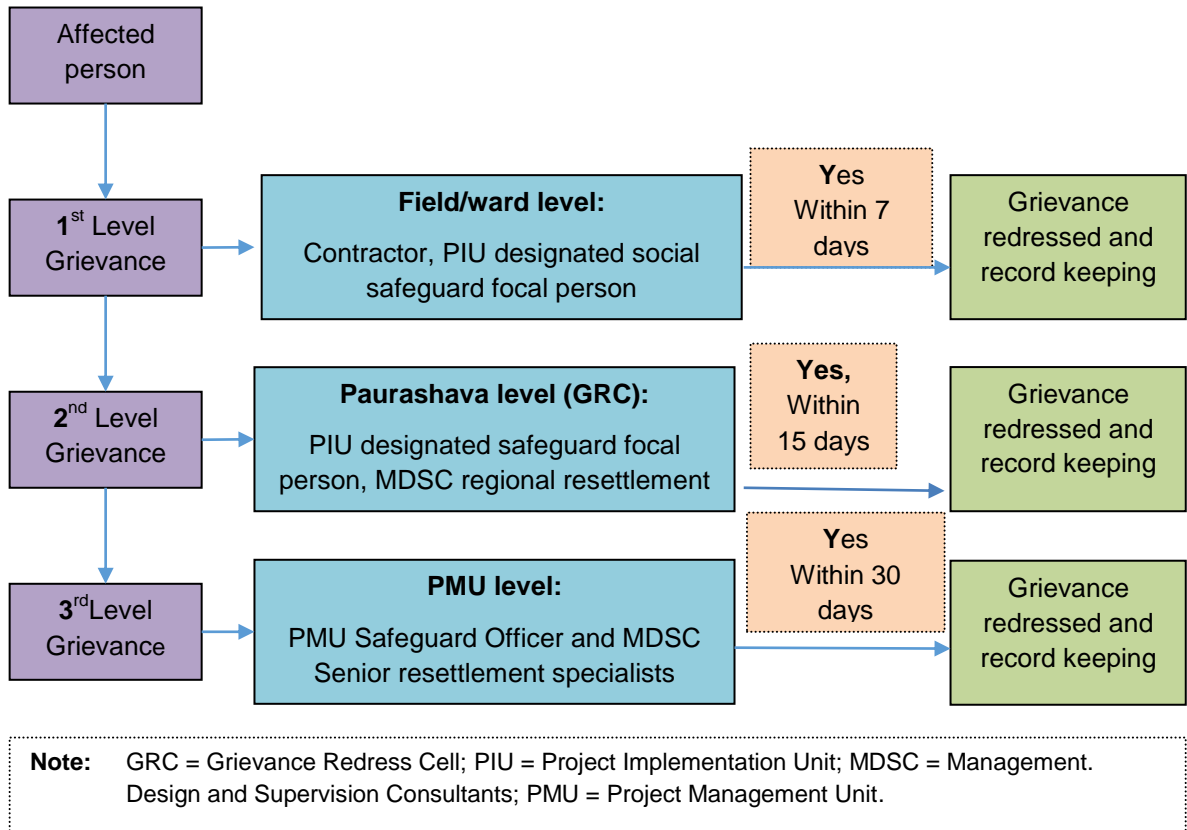 Affected
person
1st Level
Grievance
Field/ward level:
Contractor, PIU designated social
safeguard focal person
Yes
Within 7
days
Grievance
redressed and
record keeping
2nd Level
Grievance
Paurashava level (GRC):
PIU designated safeguard focal
person, MDSC regional resettlement
Yes,
Within
15 days
Grievance
redressed and
record keeping
3rdLevel
Grievance
PMU level:
PMU Safeguard Officer and MDSC
Senior resettlement specialists
Yes
Within 30
days
Grievance
redressed and
record keeping
Note: GRC = Grievance Redress Cell; PIU = Project Implementation Unit; MDSC = Management.
Design and Supervision Consultants; PMU = Project Management Unit.